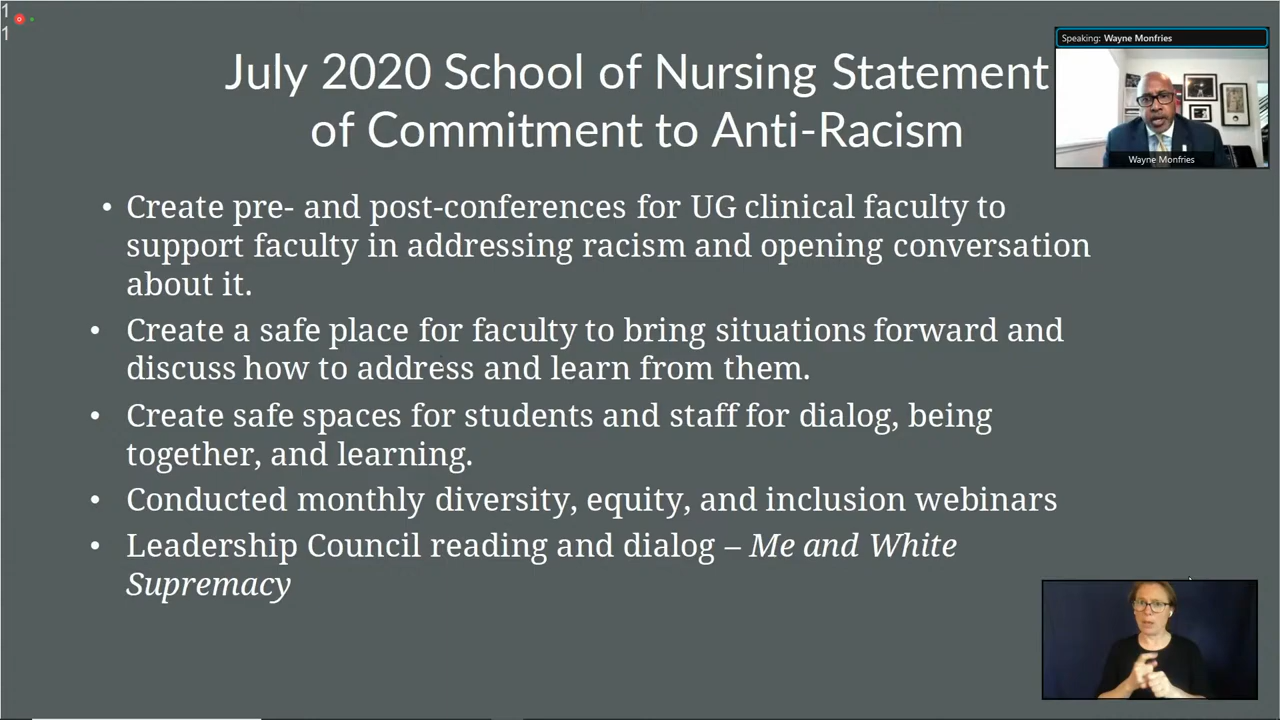 1
1
Speaking: Wayne Monfries
July 2020 School of Nursing Statement
of Commitment to Anti-Racism
Wayne Monfries
• Create pre- and post-conferences for UG clinical faculty to
support faculty in addressing racism and opening conversation
about it.
• Create a safe place for faculty to bring situations forward and
discuss how to address and learn from them.
• Create safe spaces for students and staff for dialog, being
together, and learning.
• Conducted monthly diversity, equity, and inclusion webinars
• Leadership Council reading and dialog – Me and White
Supremacy